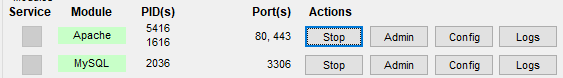 Modules
Service Module PID(s) Port(s) Actions
Apache 5416 1616 80, 443 Stop Admin Config Logs
MySQL 2036 3306 Stop Admin Config Logs